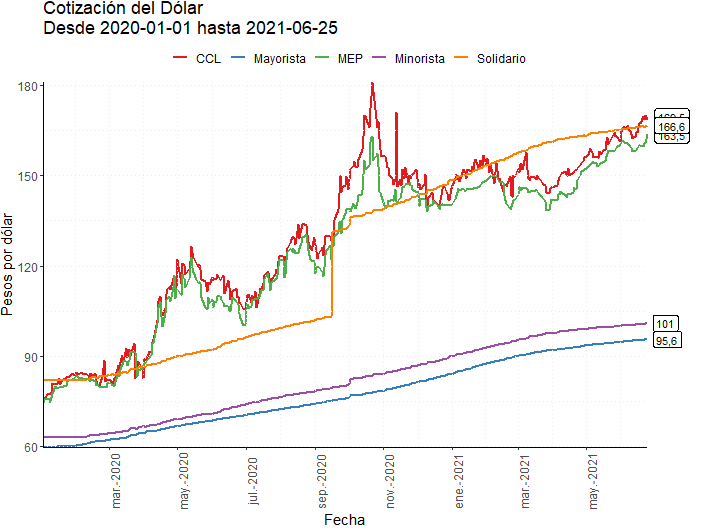 Cotización del Dólar
Desde 2020-01-01 hasta 2021-06-25
CCL Mayorista MEP Minorista Solidario
180
150
120
90
60
Pesos por dólar
166,6
163,5
101
95,6
mar.-2020
may.-2020
jul.-2020
sep.-2020
nov.-2020
ene.-2021
mar.-2021
may.-2021
Fecha